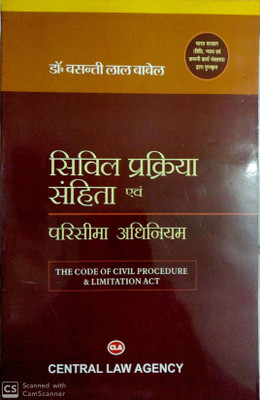 डॉ॰ बसन्ती लाल बाबेल
भारत सरकार
(विधि, न्याय एवं
कम्पनी कार्य मंत्रालय)
द्वारा पुरस्कृत
सिविल प्रक्रिया
संहिता एवं
परिसीमा अधिनियम
THE CODE OF CIVIL PROCEDURE
& LIMITATION ACT
CLA
CENTRAL LAW AGENCY
CS
Scanned with
CamScanner